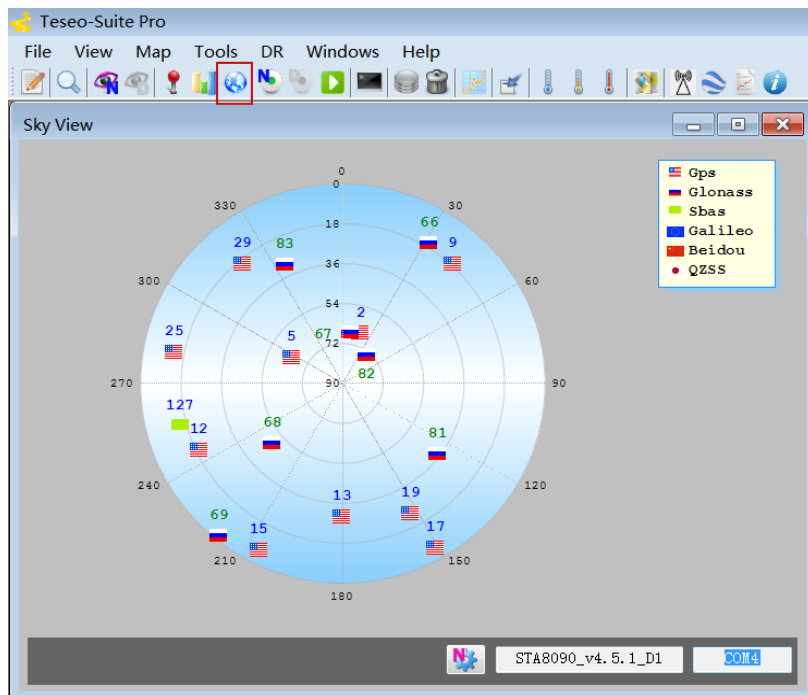 Teseo-Suite Pro
File View Map Tools DR Windows Help
N N
Sky View
0
0
330 30
18
66
29 83 9
36
300 60
54
2
25 5 67
72
82
270 90 90
127
12 68 81
240 120
13 19
69 15 17
210 150
180
Gps
Glonass
Sbas
Galileo
Beidou
QZSS
N STA8090_v4.5.1_D1 COM4